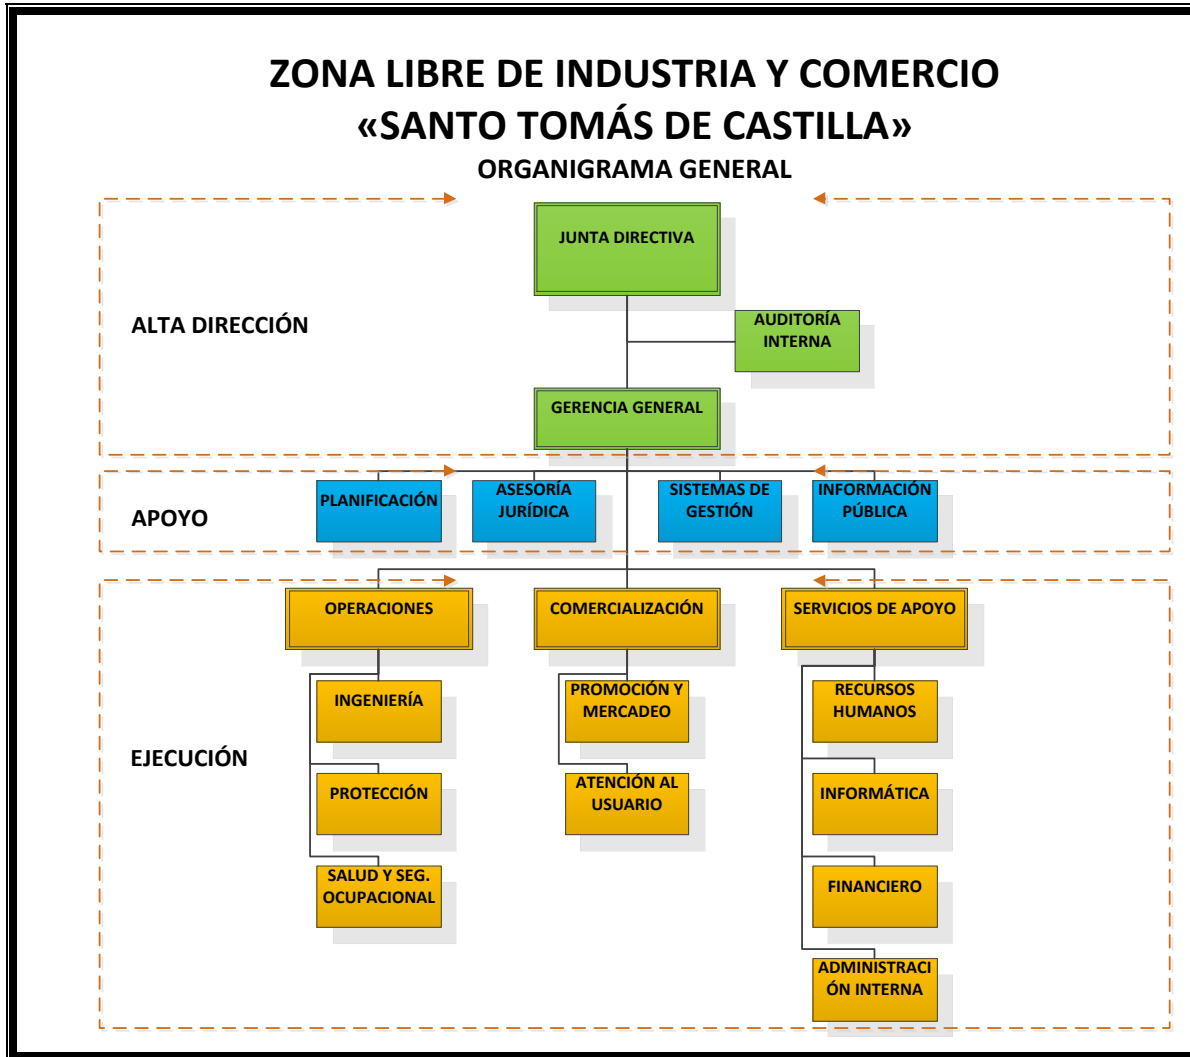 ZONA LIBRE DE INDUSTRIA Y COMERCIO
«SANTO TOMÁS DE CASTILLA»
ORGANIGRAMA GENERAL
JUNTA DIRECTIVA
ALTA DIRECCIÓN
AUDITORÍA
INTERNA
GERENCIA GENERAL
APOYO
PLANIFICACIÓN
ASESORÍA
JURÍDICA
SISTEMAS DE
GESTIÓN
INFORMACIÓN
PÚBLICA
EJECUCIÓN
OPERACIONES
COMERCIALIZACIÓN
SERVICIOS DE APOYO
INGENIERÍA
PROMOCIÓN Y
MERCADEO
RECURSOS
HUMANOS
PROTECCIÓN
ATENCIÓN AL
USUARIO
INFORMÁTICA
SALUD Y SEG.
OCUPACIONAL
FINANCIERO
ADMINISTRACI
ÓN INTERNA